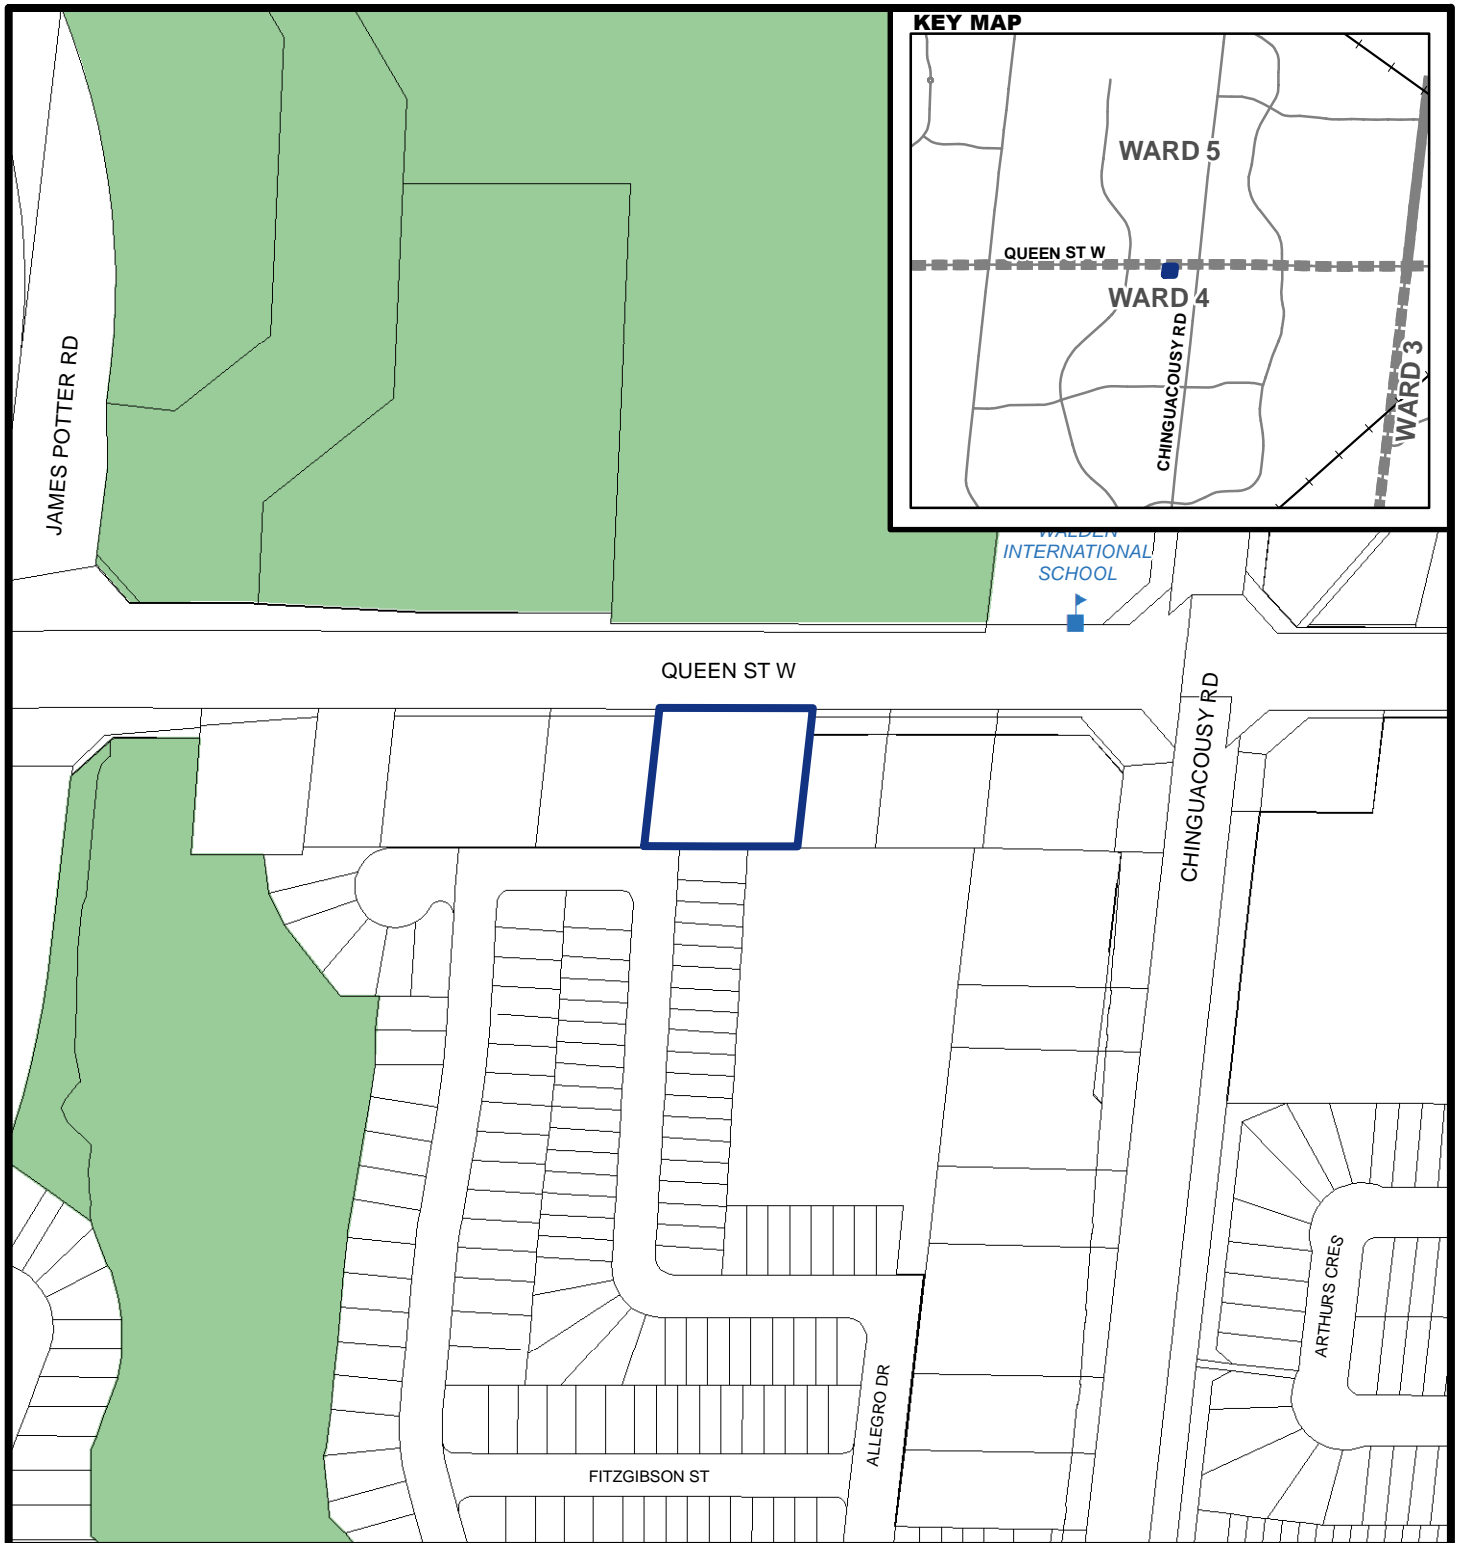 KEY MAP
WARD 5
QUEEN ST W
WARD 4
CHINGUACOUSY RD
WARD 3
JAMES POTTER RD
WALDEN
INTERNATIONAL
SCHOOL
QUEEN ST W
CHINGUACOUSY RD
ARTHURS CRES
ALLEGRO DR
FITZGIBSON ST